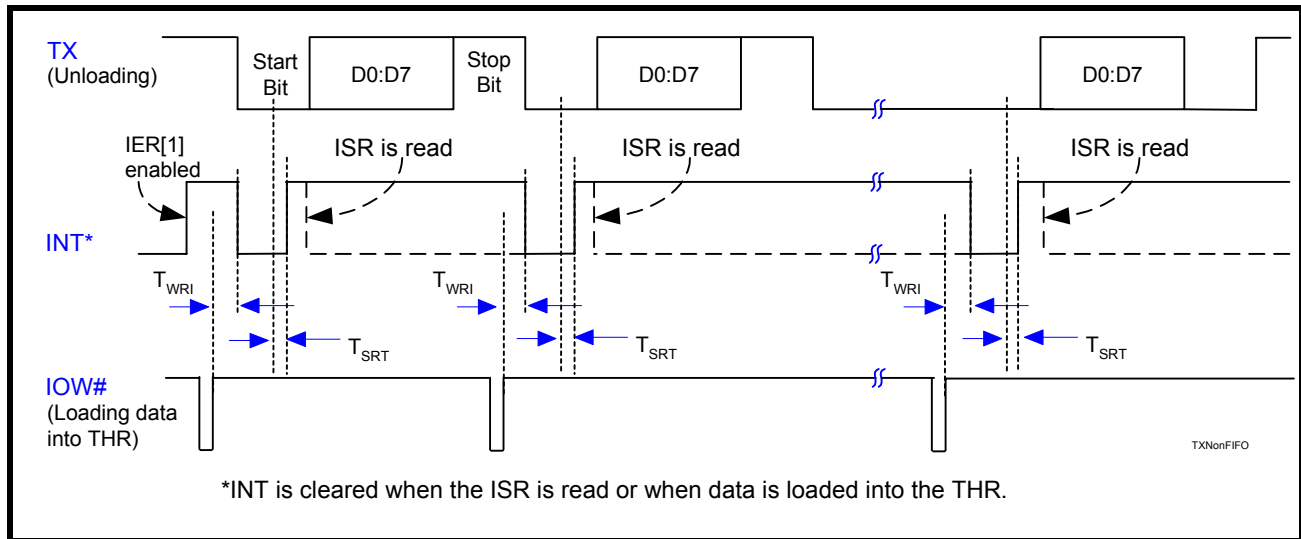 TX
(Unloading)
Start
Bit
D0:D7
Stop
Bit
D0:D7
D0:D7
IER[1]
enabled
ISR is read
ISR is read
ISR is read
INT*
TWRI
TWRI
TWRI
TSRT
TSRT
TSRT
IOW#
(Loading data
into THR)
TXNonFIFO
*INT is cleared when the ISR is read or when data is loaded into the THR.